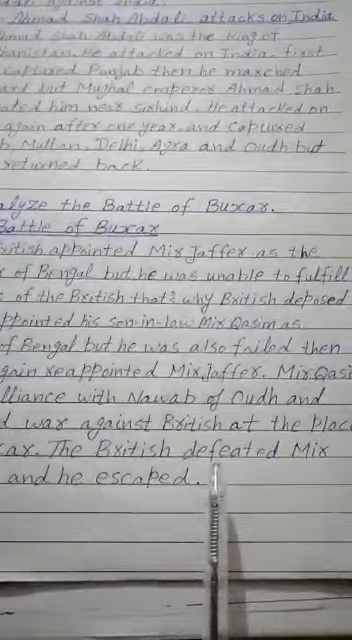 against India.
Ahmad Shah Abdali attacks on India
Ahmad Shah Abdali was the king of
He attacked on India. first
captured Punjab then he marched
but Mughal emperor Ahmad Shah
him near Sirhind. He attacked on
again after one year and captured
Multan, Delhi, Agra and Oudh but
returned back.
the Battle of Buxar.
Battle of Buxar
British appointed Mir Jaffer as the
of Bengal but he was unable to fulfill
of the British that's why British deposed
appointed his son-in-law Mir Qasim as
of Bengal but he was also failed then
again reappointed Mir Jaffer. Mir Qasi
lliance with Nawab of Oudh and
d war against British at the plac
ar. The British defeated Mir
and he escaped.